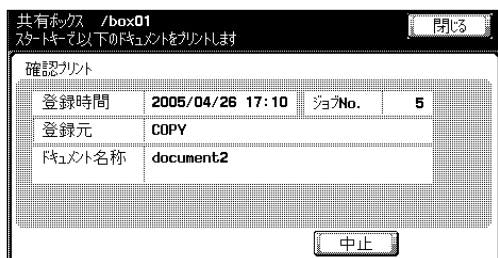 共有ボックス /box01
閉じる
スタートキーで以下のドキュメントをプリントします
確認プリント
登録時間 2005/04/26 17:10 ジョブNo. 5
登録元 COPY
ドキュメント名称 document2
中止